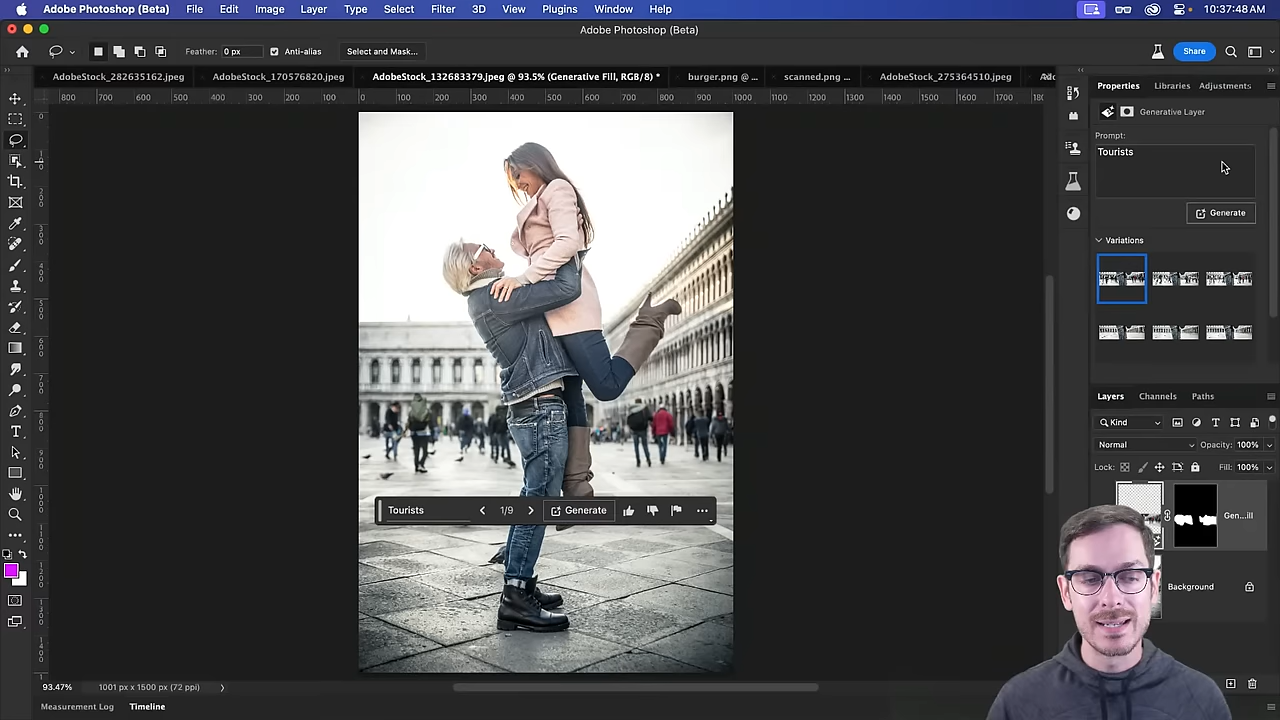 Adobe Photoshop (Beta) File Edit Image Layer Type Select Filter 3D View Plugins Window Help 10:37:48 AM
Adobe Photoshop (Beta)
Feather: 0 px Anti-alias Select and Mask... Share
AdobeStock_282635162.jpeg AdobeStock_170576820.jpeg AdobeStock_132683379.jpeg @ 93.5% (Generative Fill, RGB/8) * burger.png @ ... scanned.png ... AdobeStock_275364510.jpeg
800 700 600 500 400 300 200 100 0 100 200 300 400 500 600 700 800 900 1000 1100 1200 1300 1400 1500 1600 1700
Properties Libraries Adjustments
Generative Layer
Prompt:
Tourists
Generate
Variations
Layers Channels Paths
Kind
Normal Opacity: 100%
Lock: Fill: 100%
Gen...ill
Tourists 1/9 Generate
Background
93.47% 1001 px x 1500 px (72 ppi)
Measurement Log Timeline